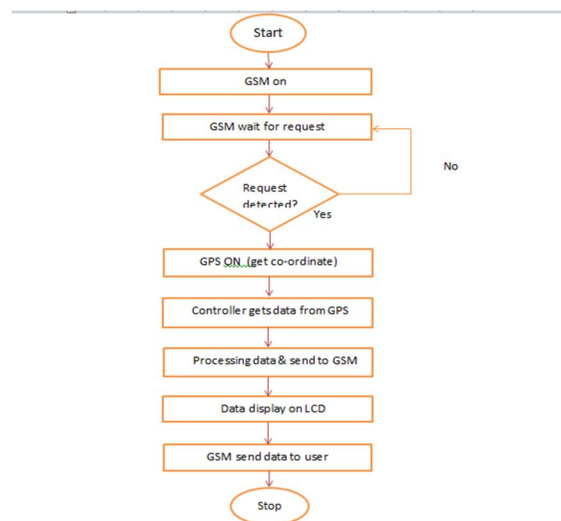 Start
GSM on
GSM wait for request
Request
detected?
No
Yes
GPS ON (get co-ordinate)
Controller gets data from GPS
Processing data & send to GSM
Data display on LCD
GSM send data to user
Stop